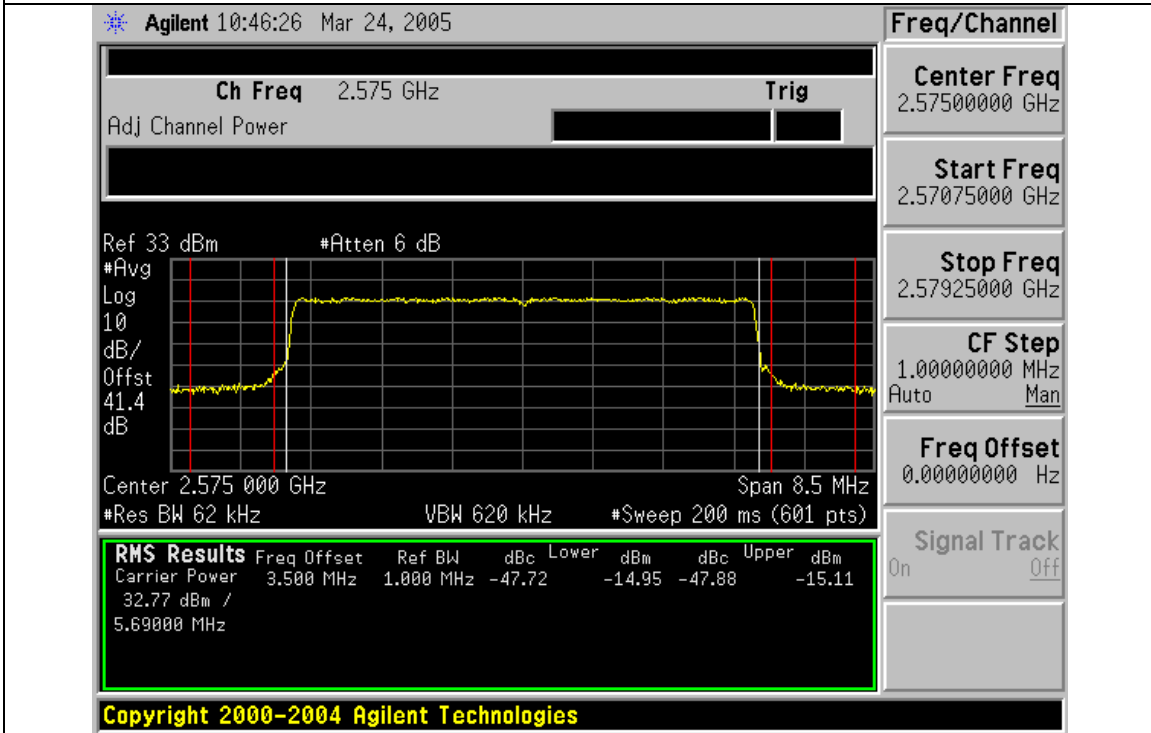 Agilent 10:46:26 Mar 24, 2005
Freq/Channel
Ch Freq 2.575 GHz Trig
Adj Channel Power
Center Freq
2.57500000 GHz
Start Freq
2.57075000 GHz
Stop Freq
2.57925000 GHz
CF Step
1.00000000 MHz
Auto Man
Freq Offset
0.00000000 Hz
Signal Track
On Off
Ref 33 dBm #Atten 6 dB
#Avg
Log
10
dB/
Offst
41.4
dB
Center 2.575 000 GHz Span 8.5 MHz
#Res BW 62 kHz VBW 620 kHz #Sweep 200 ms (601 pts)
RMS Results Freq Offset Ref BW dBc Lower dBm dBc Upper dBm
Carrier Power 3.500 MHz 1.000 MHz -47.72 -14.95 -47.88 -15.11
32.77 dBm /
5.69000 MHz
Copyright 2000-2004 Agilent Technologies